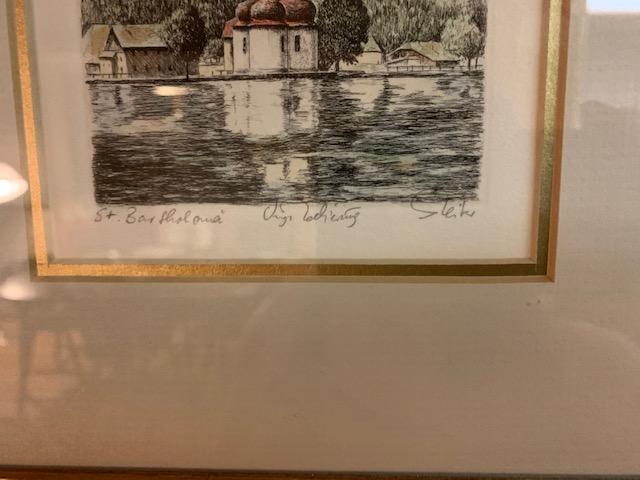 St. Bartholomä Orig. Radierung